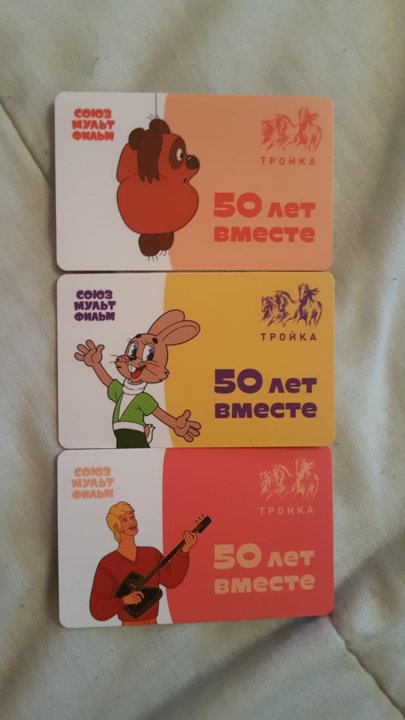 СОЮЗ
МУЛЬТ
ФИЛЬМ
ТРОЙКА
50 лет
вместе
СОЮЗ
МУЛЬТ
ФИЛЬМ
ТРОЙКА
50 лет
вместе
СОЮЗ
МУЛЬТ
ФИЛЬМ
ТРОЙКА
50 лет
вместе